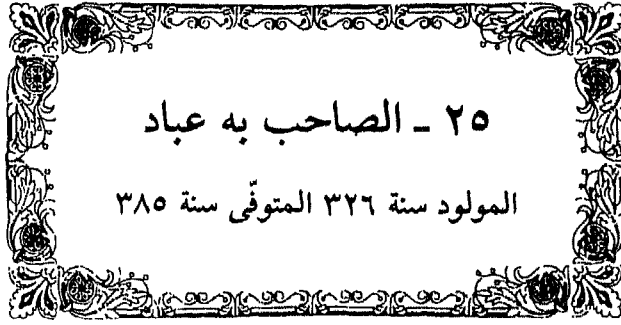 ٢٥ ـ الصاحب به عباد
المولود سنة ٣٢٦ المتوفّى سنة ٣٨٥